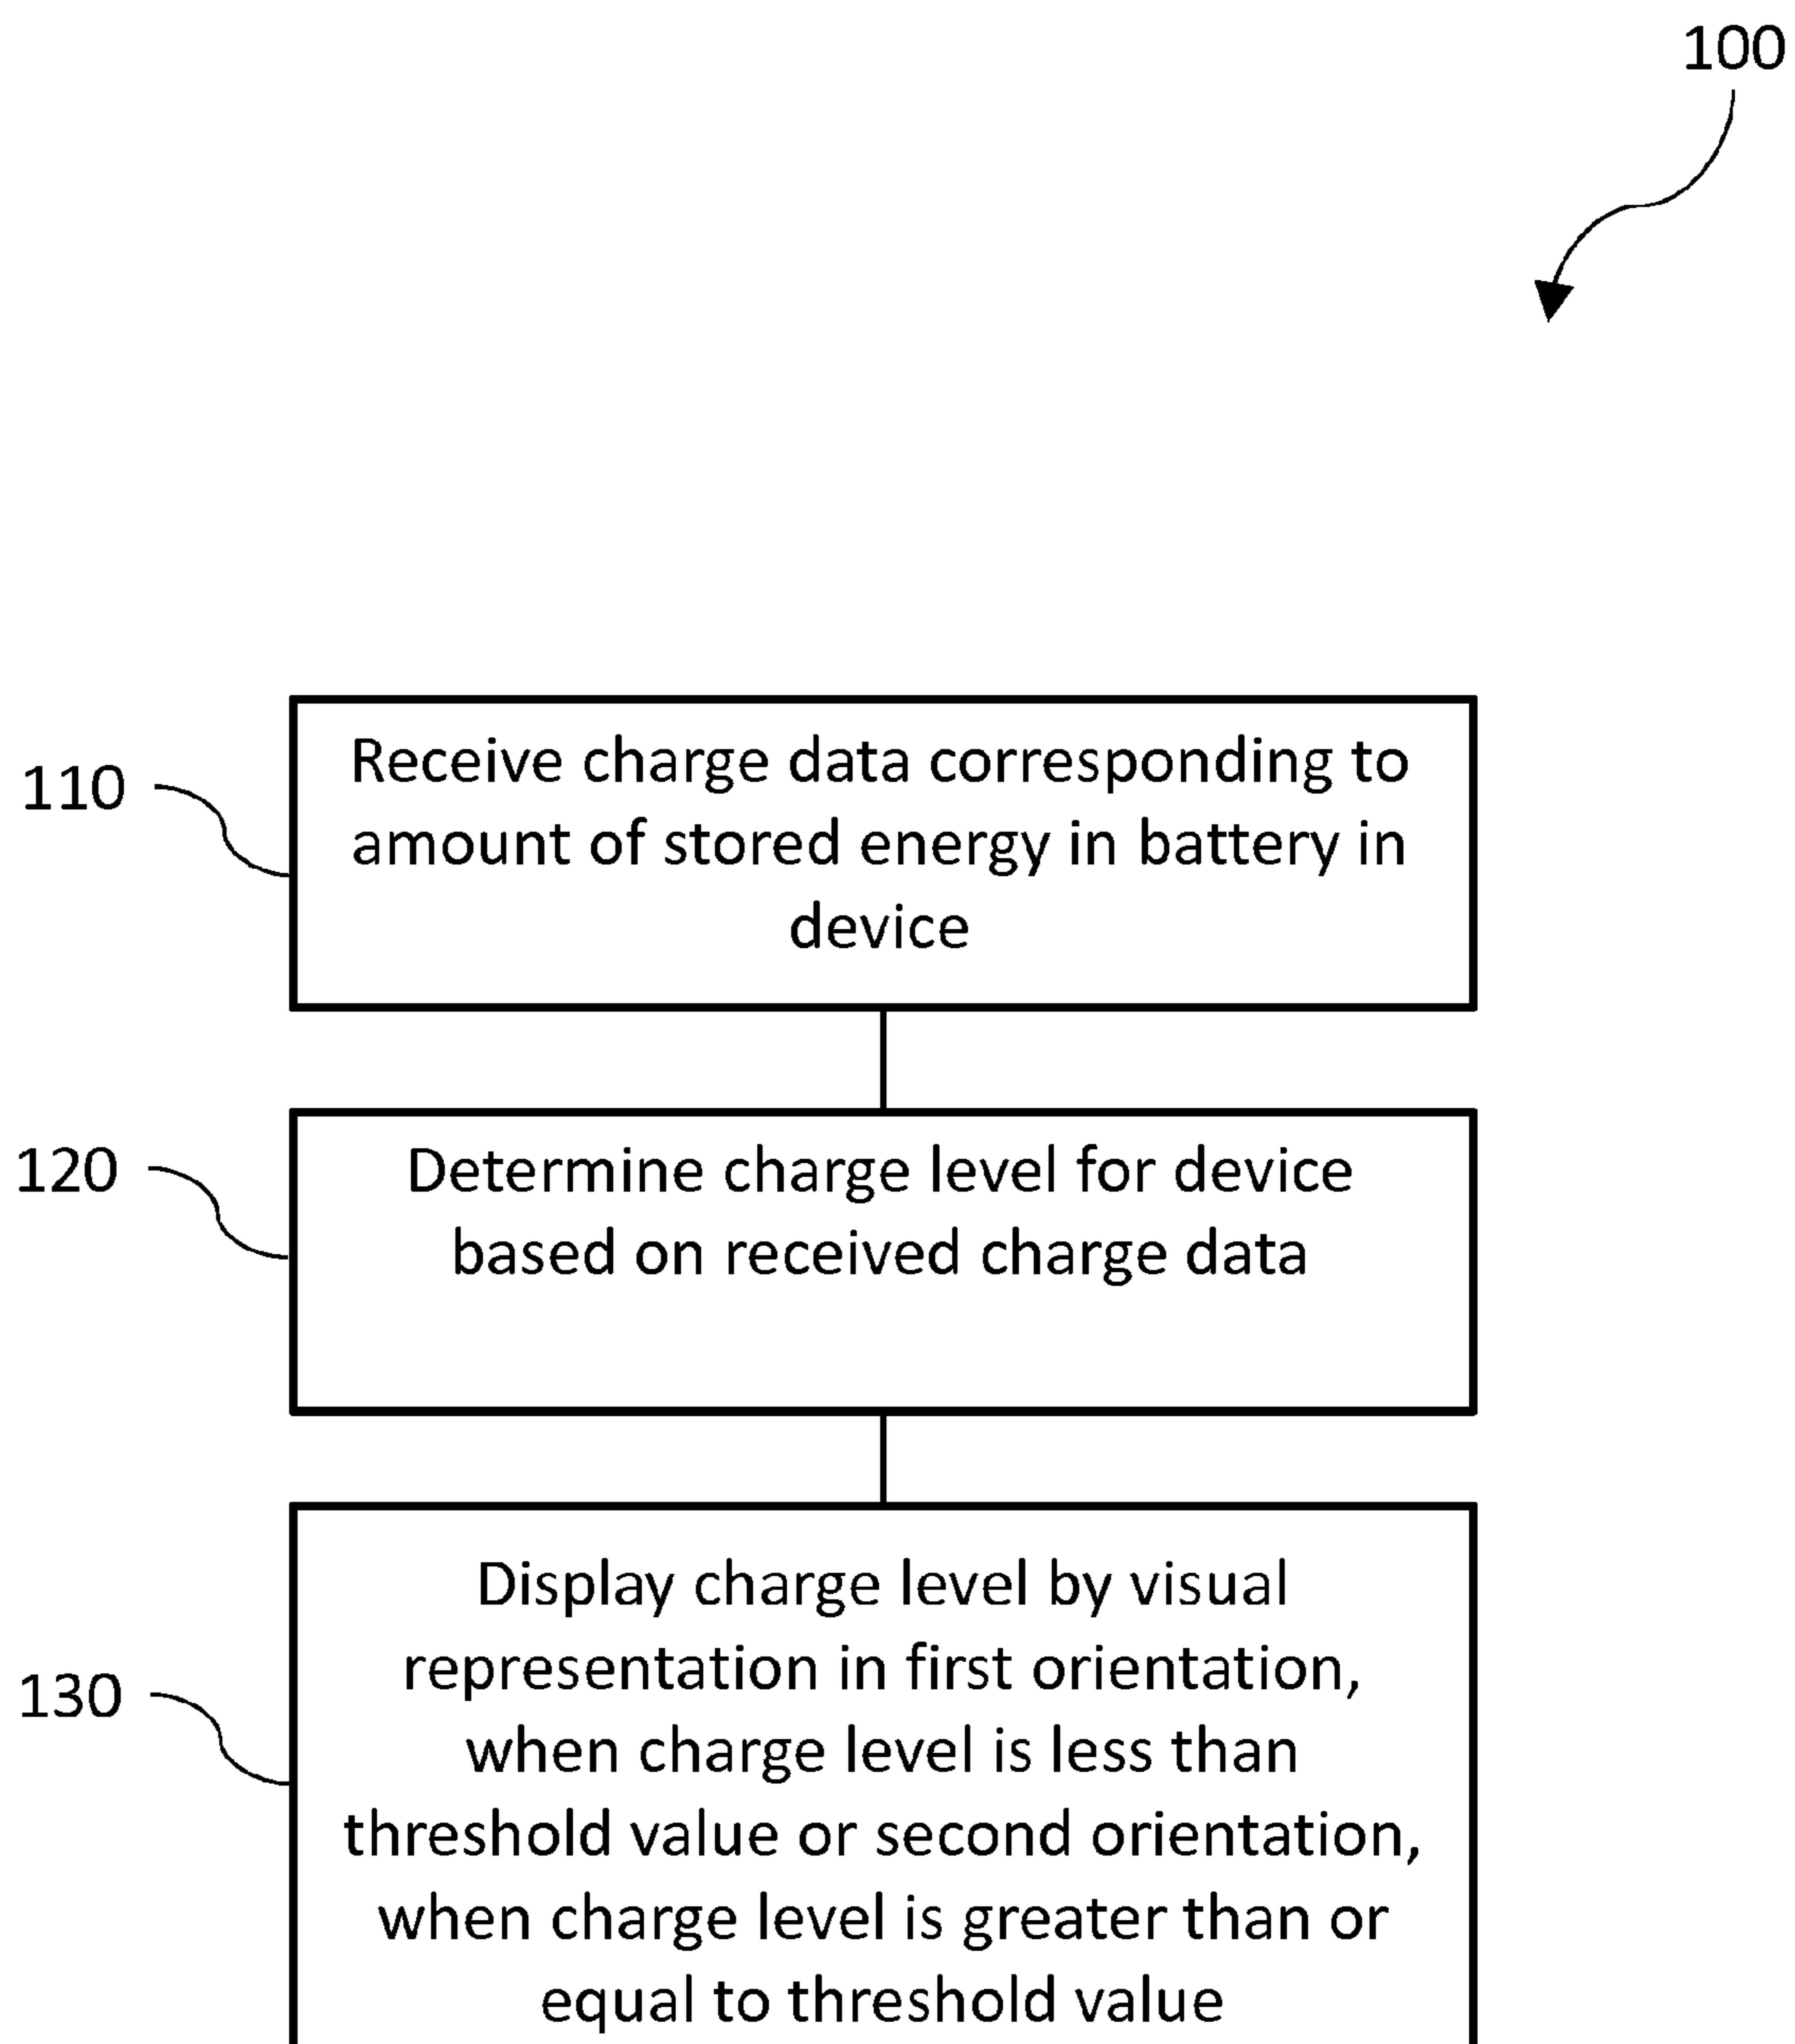 100
110
Receive charge data corresponding to
amount of stored energy in battery in
device
120
Determine charge level for device
based on received charge data
130
Display charge level by visual
representation in first orientation,
when charge level is less than
threshold value or second orientation,
when charge level is greater than or
equal to threshold value